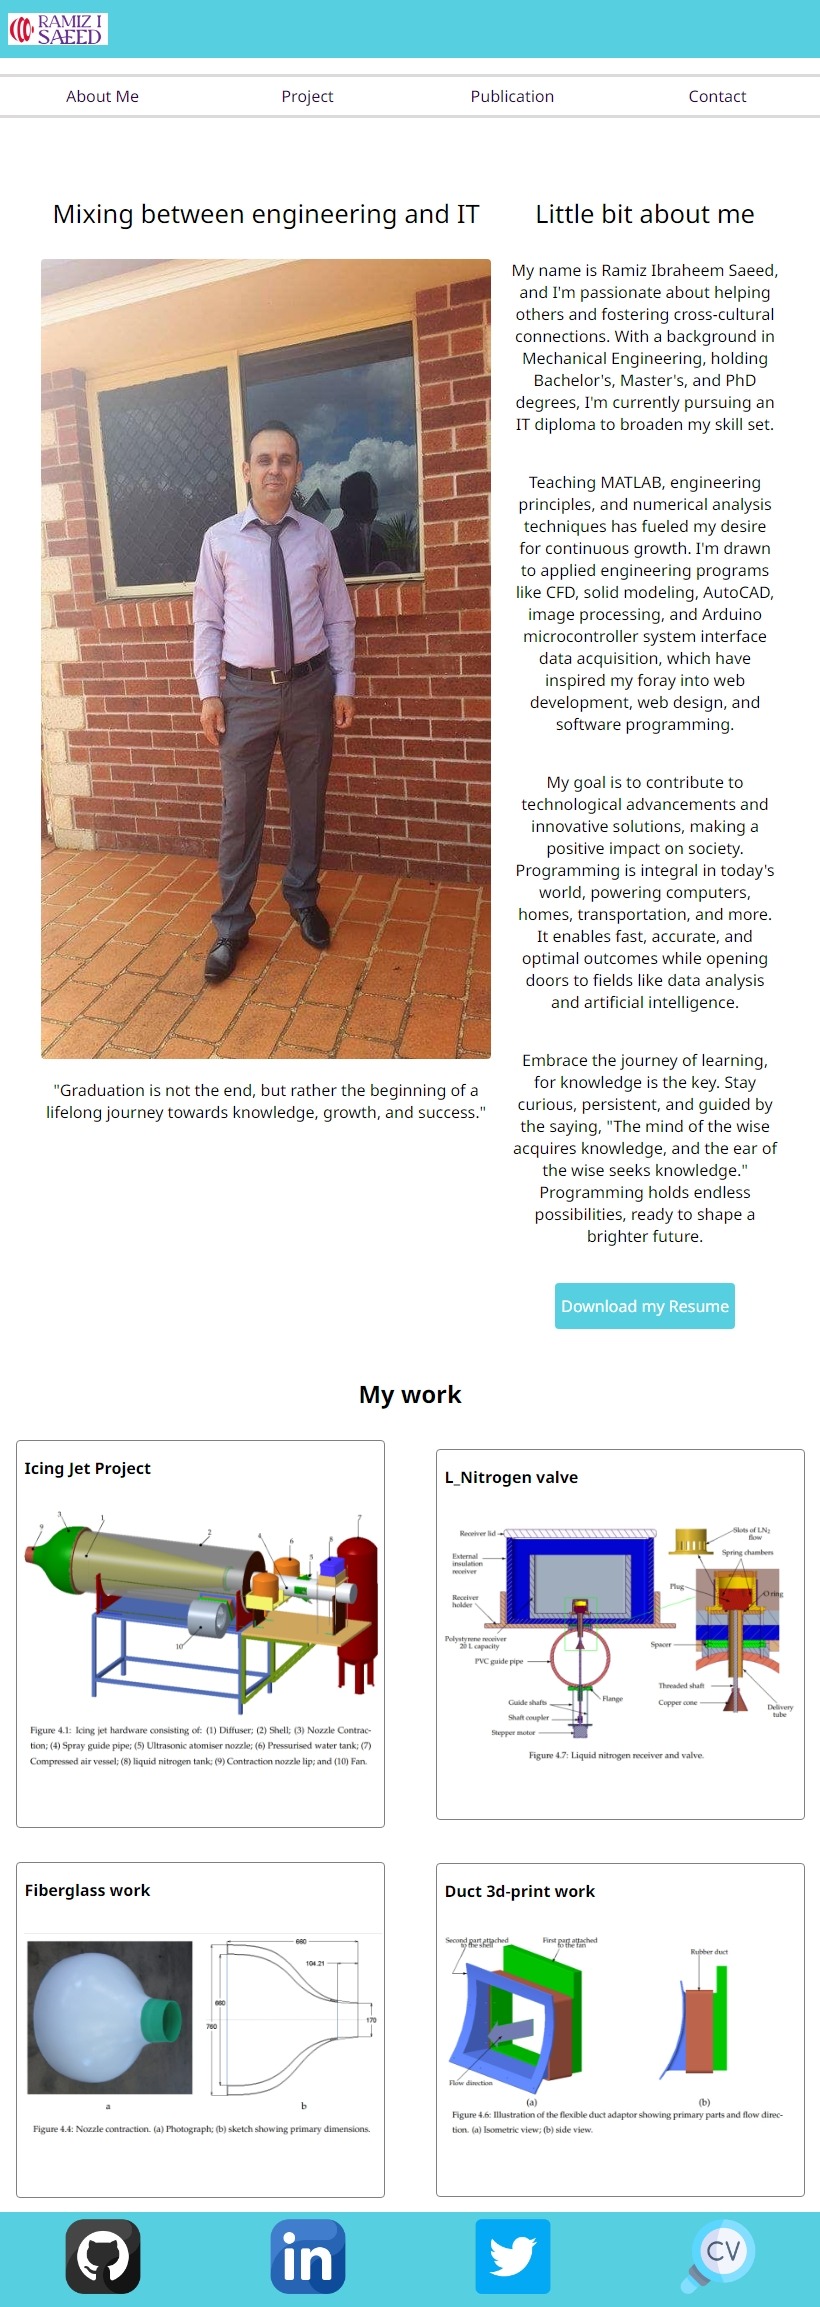 RAMIZ I
SAEED
About Me
Project
Publication
Contact
Mixing between engineering and IT
"Graduation is not the end, but rather the beginning of a
lifelong journey towards knowledge, growth, and success."
Little bit about me
My name is Ramiz Ibraheem Saeed,
and I'm passionate about helping
others and fostering cross-cultural
connections. With a background in
Mechanical Engineering, holding
Bachelor's, Master's, and PhD
degrees, I'm currently pursuing an
IT diploma to broaden my skill set.
Teaching MATLAB, engineering
principles, and numerical analysis
techniques has fueled my desire
for continuous growth. I'm drawn
to applied engineering programs
like CFD, solid modeling, AutoCAD,
image processing, and Arduino
microcontroller system interface
data acquisition, which have
inspired my foray into web
development, web design, and
software programming.
My goal is to contribute to
technological advancements and
innovative solutions, making a
positive impact on society.
Programming is integral in today's
world, powering computers,
homes, transportation, and more.
It enables fast, accurate, and
optimal outcomes while opening
doors to fields like data analysis
and artificial intelligence.
Embrace the journey of learning,
for knowledge is the key. Stay
curious, persistent, and guided by
the saying, "The mind of the wise
acquires knowledge, and the ear of
the wise seeks knowledge."
Programming holds endless
possibilities, ready to shape a
brighter future.
Download my Resume
My work
Icing Jet Project
9
3
1
2
4
6
5
8
7
10
Figure 4.1: Icing jet hardware consisting of: (1) Diffuser; (2) Shell; (3) Nozzle Contrac-
tion; (4) Spray guide pipe; (5) Ultrasonic atomiser nozzle; (6) Pressurised water tank; (7)
Compressed air vessel; (8) liquid nitrogen tank; (9) Contraction nozzle lip; and (10) Fan.
L_Nitrogen valve
Receiver lid
External
insulation
receiver
Receiver
holder
Polystyrene receiver
20 L capacity
PVC guide pipe
Guide shafts
Shaft coupler
Stepper motor
Flange
Slots of LN2
flow
Spring chambers
Plug
O ring
Spacer
Threaded shaft
Copper cone
Delivery
tube
Figure 4.7: Liquid nitrogen receiver and valve.
Fiberglass work
660
104.21
660
760
170
a
b
Figure 4.4: Nozzle contraction. (a) Photograph; (b) sketch showing primary dimensions.
Duct 3d-print work
Second part attached
to the shell
First part attached
to the fan
Rubber duct
Flow direction
(a)
(b)
Figure 4.6: Illustration of the flexible duct adaptor showing primary parts and flow direc-
tion. (a) Isometric view; (b) side view.
in
CV